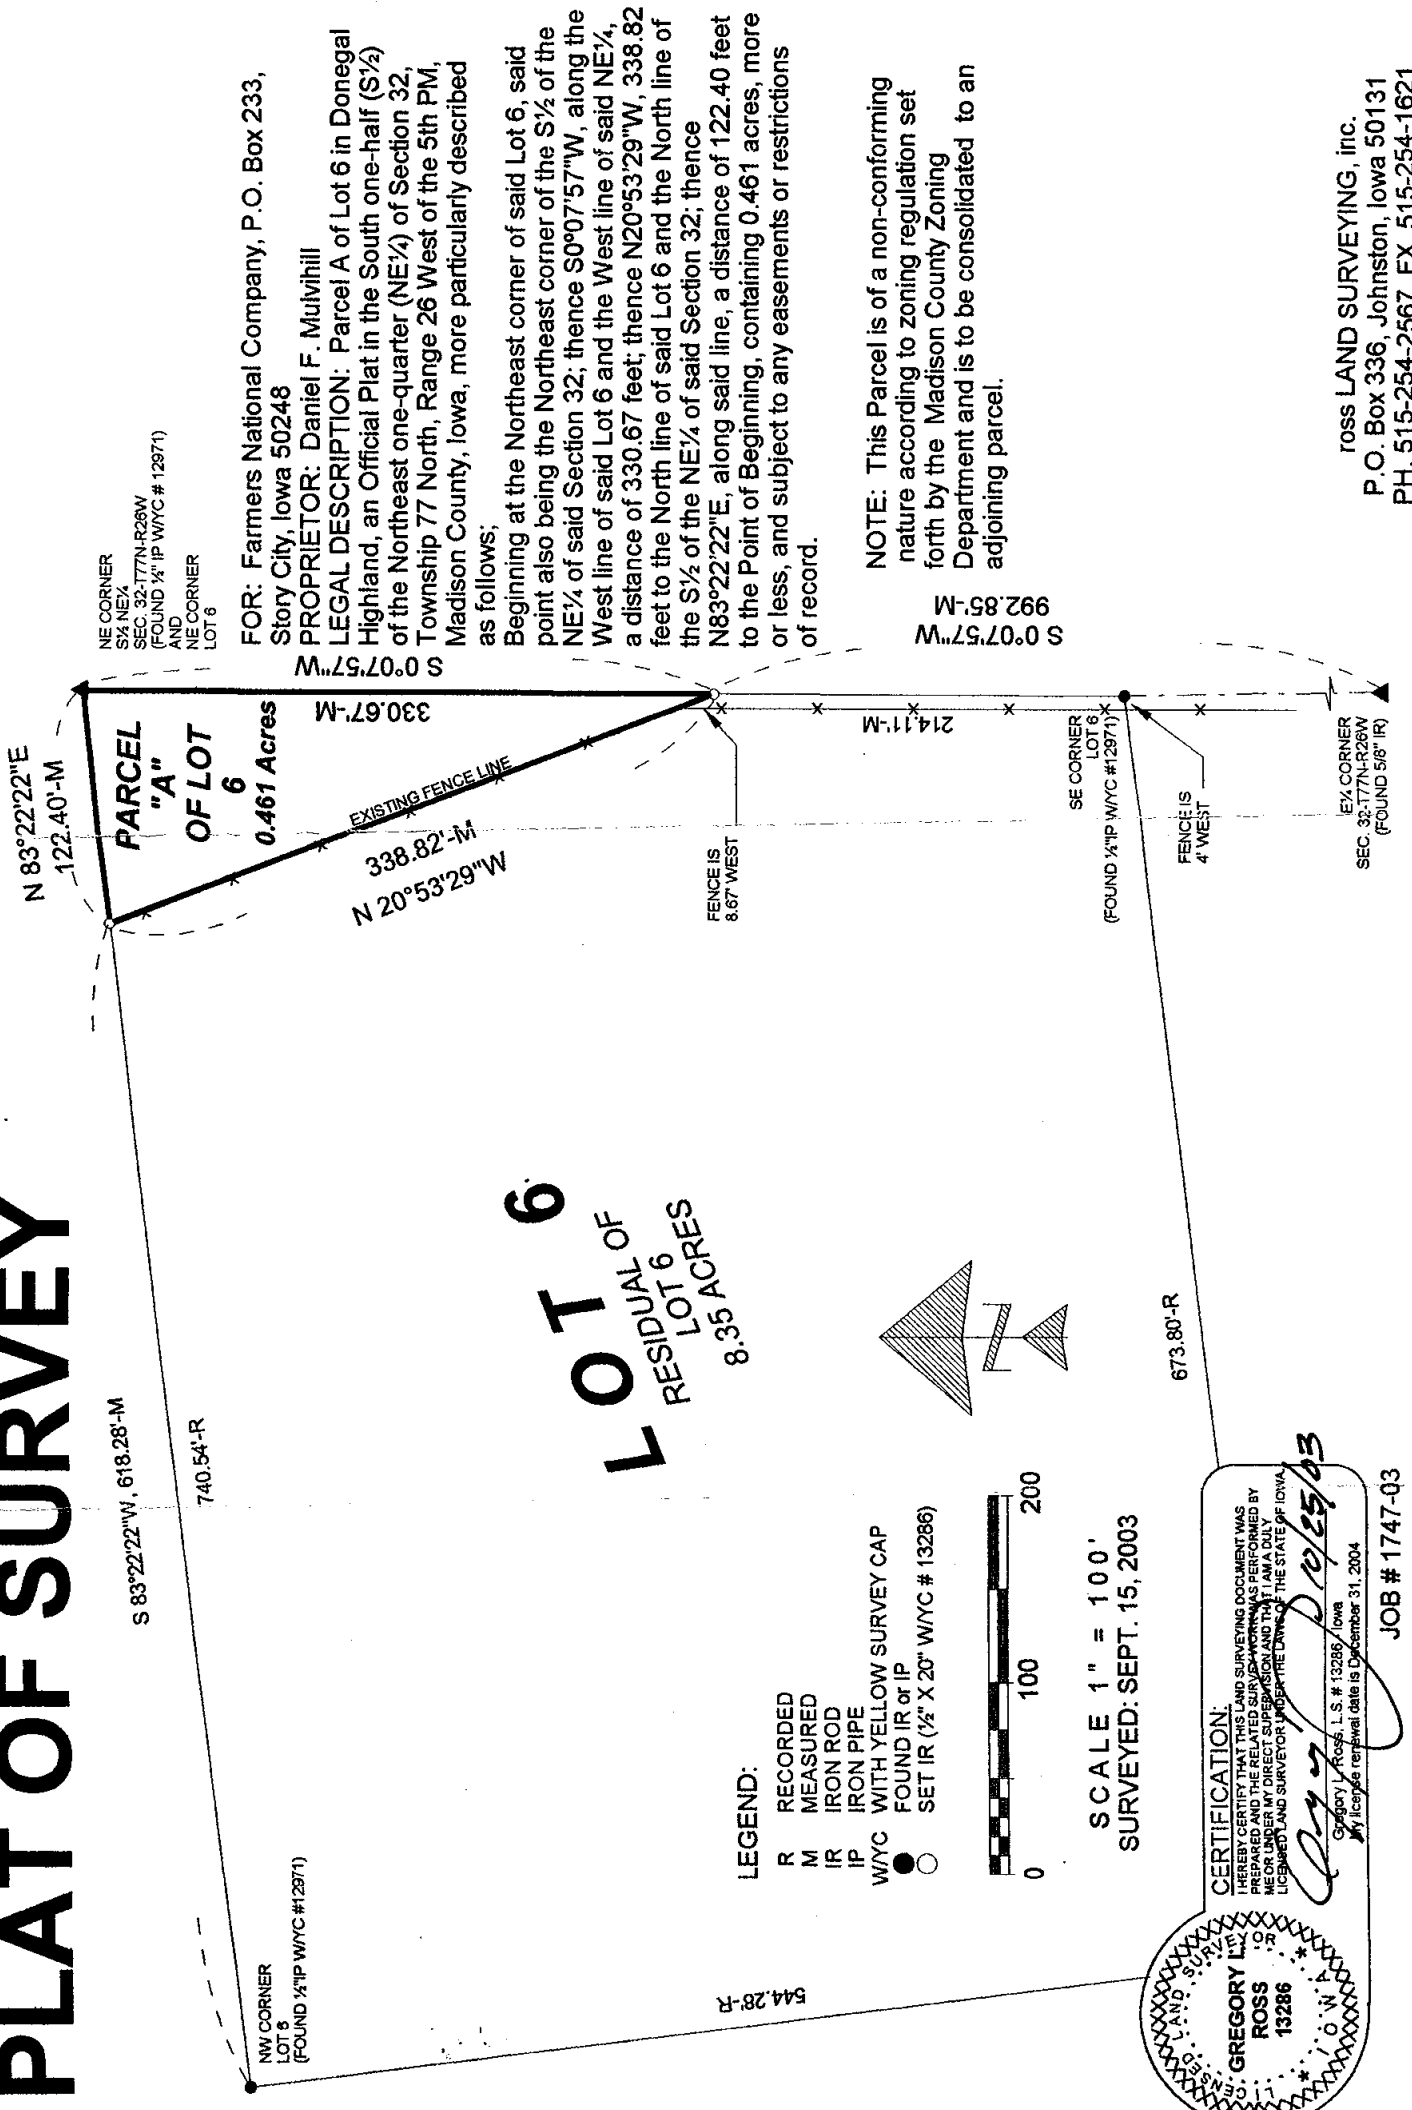 PLAT OF SURVEY
NW CORNER
LOT 6
(FOUND ½"IP W/YC #12971)
S 83°22'22"W, 618.28'-M
740.54'-R
N 83°22'22"E
122.40'-M
NE CORNER
S½ NE¼
SEC. 32-T77N-R26W
(FOUND ½" IP W/YC # 12971)
AND
NE CORNER
LOT 6
PARCEL
"A"
OF LOT
6
0.461 Acres
S 0°07'57"W
330.67'-M
EXISTING FENCE LINE
338.82'-M
N 20°53'29"W
FOR: Farmers National Company, P.O. Box 233,
Story City, Iowa 50248
PROPRIETOR: Daniel F. Mulvihill
LEGAL DESCRIPTION: Parcel A of Lot 6 in Donegal
Highland, an Official Plat in the South one-half (S½)
of the Northeast one-quarter (NE¼) of Section 32,
Township 77 North, Range 26 West of the 5th PM,
Madison County, Iowa, more particularly described
as follows;
Beginning at the Northeast corner of said Lot 6, said
point also being the Northeast corner of the S½ of the
NE¼ of said Section 32; thence S0°07'57"W, along the
West line of said Lot 6 and the West line of said NE¼,
a distance of 330.67 feet; thence N20°53'29"W, 338.82
feet to the North line of said Lot 6 and the North line of
the S½ of the NE¼ of said Section 32; thence
N83°22'22"E, along said line, a distance of 122.40 feet
to the Point of Beginning, containing 0.461 acres, more
or less, and subject to any easements or restrictions
of record.
NOTE: This Parcel is of a non-conforming
nature according to zoning regulation set
forth by the Madison County Zoning
Department and is to be consolidated to an
adjoining parcel.
LOT 6
RESIDUAL OF
LOT 6
8.35 ACRES
FENCE IS
8.67' WEST
214.11'-M
S 0°07'57"W
992.85'-M
SE CORNER
LOT 6
(FOUND ½"IP W/YC #12971)
FENCE IS
4' WEST
E¼ CORNER
SEC. 32-T77N-R26W
(FOUND 5/8" IR)
544.28'-R
673.80'-R
LEGEND:
R RECORDED
M MEASURED
IR IRON ROD
IP IRON PIPE
W/YC WITH YELLOW SURVEY CAP
FOUND IR or IP
SET IR (½" X 20" W/YC # 13286)
0 100 200
SCALE 1" = 100'
SURVEYED: SEPT. 15, 2003
LICENSED LAND SURVEYOR
GREGORY L.
ROSS
13286
IOWA
CERTIFICATION:
I HEREBY CERTIFY THAT THIS LAND SURVEYING DOCUMENT WAS
PREPARED AND THE RELATED SURVEY WORK WAS PERFORMED BY
ME OR UNDER MY DIRECT SUPERVISION AND THAT I AM A DULY
LICENSED LAND SURVEYOR UNDER THE LAWS OF THE STATE OF IOWA.
10/25/03
Gregory L. Ross, L.S. # 13286, Iowa
My license renewal date is December 31, 2004
JOB # 1747-03
ross LAND SURVEYING, inc.
P.O. Box 336, Johnston, Iowa 50131
PH. 515-254-2567 FX 515-254-1621